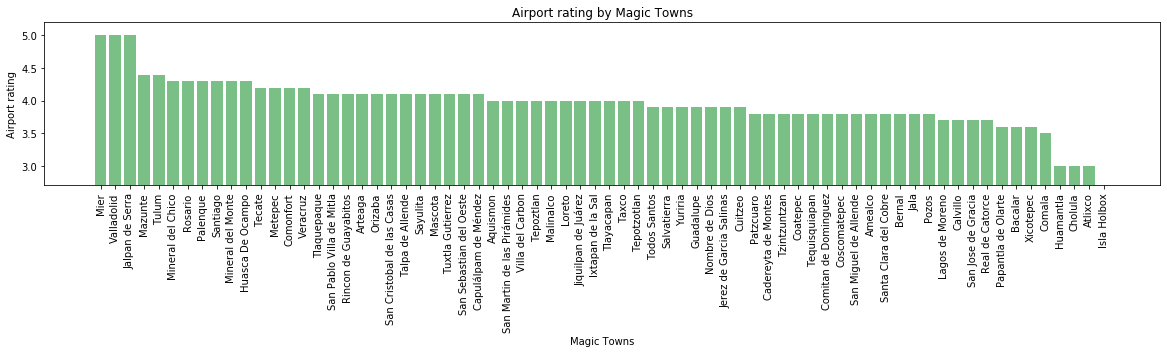 Airport rating by Magic Towns
Airport rating
5.0
4.5
4.0
3.5
3.0
Mier
Valladolid
Jalpan de Serra
Mazunte
Tulum
Mineral del Chico
Rosario
Palenque
Santiago
Mineral del Monte
Huasca De Ocampo
Tecate
Metepec
Comonfort
Veracruz
Tlaquepaque
San Pablo Villa de Mitla
Rincon de Guayabitos
Arteaga
Orizaba
San Cristobal de las Casas
Talpa de Allende
Sayulita
Mascota
Tuxtla Gutierrez
San Sebastian del Oeste
Capulálpam de Méndez
Aquismon
San Martin de las Pirámides
Villa del Carbon
Tepoztlan
Malinalco
Loreto
Jiquilpan de Juárez
Ixtapan de la Sal
Tlayacapan
Taxco
Tepotzotlan
Todos Santos
Salvatierra
Yuriria
Guadalupe
Nombre de Dios
Jerez de Garcia Salinas
Cuitzeo
Patzcuaro
Cadereyta de Montes
Tzintzuntzan
Coatepec
Tequisquiapan
Comitan de Dominguez
Coscomatepec
San Miguel de Allende
Amealco
Santa Clara del Cobre
Bernal
Jala
Pozos
Lagos de Moreno
Calvillo
San Jose de Gracia
Real de Catorce
Papantla de Olarte
Bacalar
Xicotepec
Comala
Huamantla
Cholula
Atlixco
Isla Holbox
Magic Towns